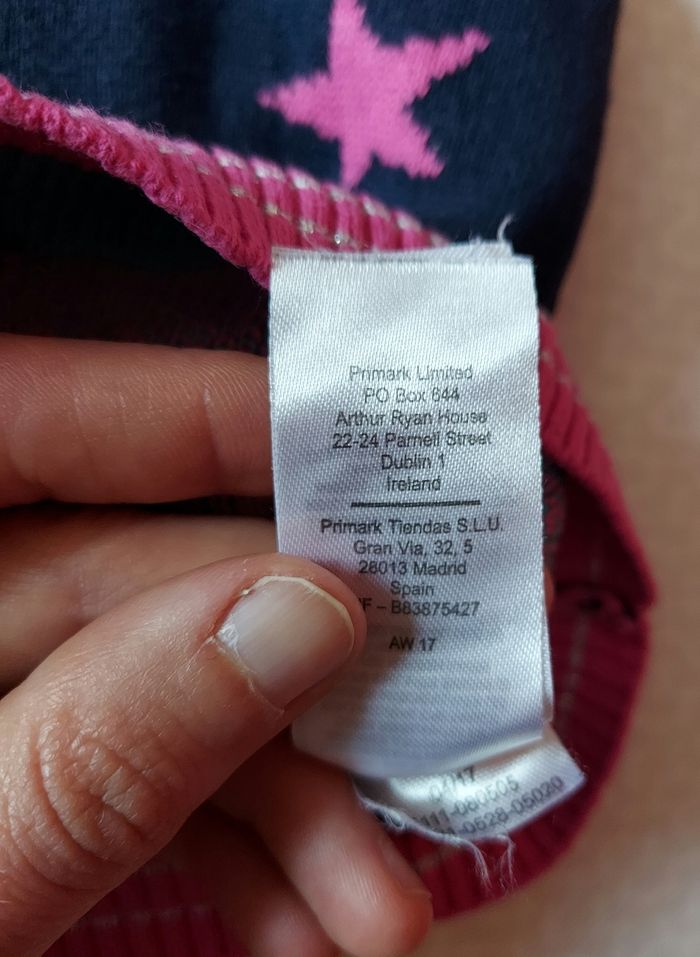 Primark Limited
PO Box 644
Arthur Ryan House
22-24 Parnell Street
Dublin 1
Ireland
Primark Tiendas S.L.U.
Gran Via, 32, 5
28013 Madrid
Spain
F – B83875427
AW 17